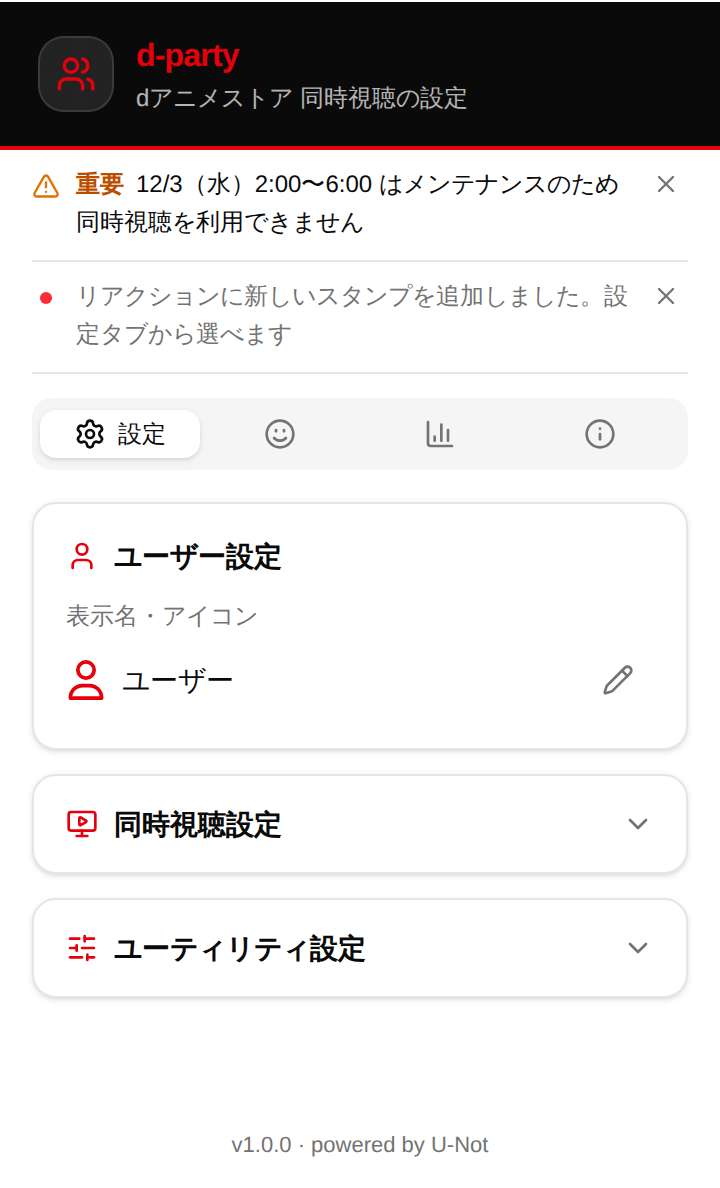 d-party
dアニメストア 同時視聴の設定
重要 12/3（水）2:00〜6:00 はメンテナンスのため
同時視聴を利用できません
リアクションに新しいスタンプを追加しました。設
定タブから選べます
設定
ユーザー設定
表示名・アイコン
ユーザー
同時視聴設定
ユーティリティ設定
v1.0.0 · powered by U-Not